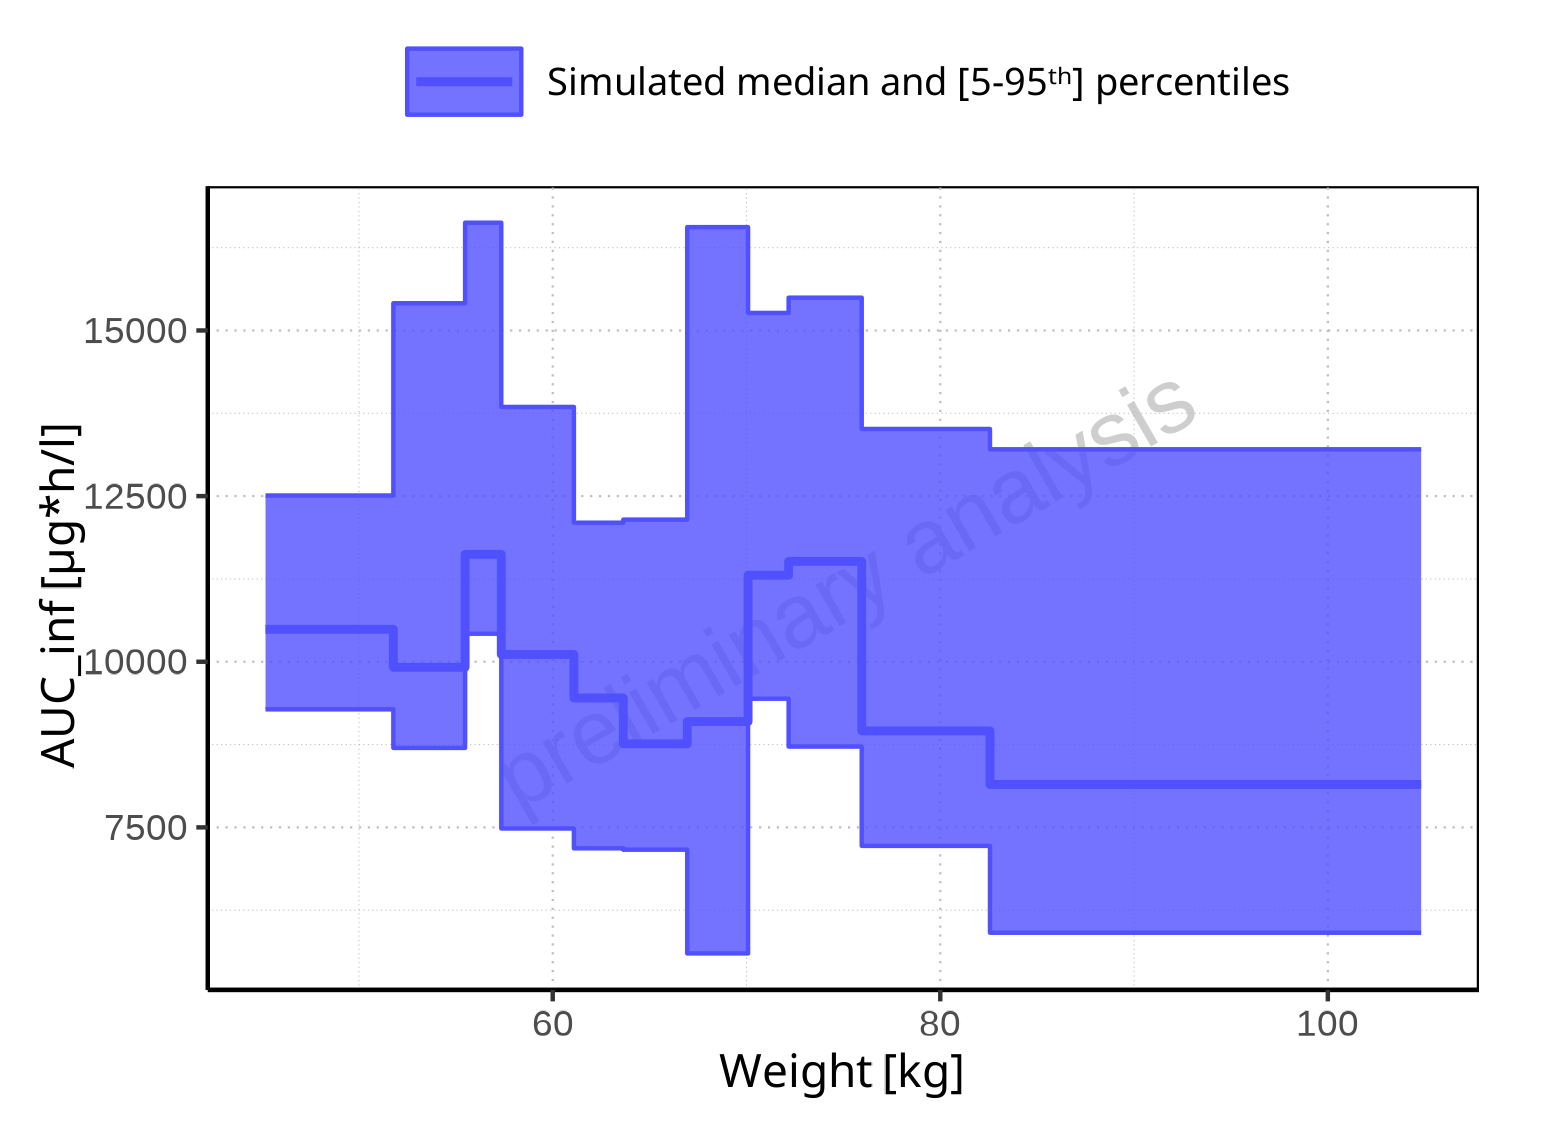 Simulated median and [5-95ᵗʰ] percentiles
AUC_inf [µg*h/l]
15000
12500
10000
7500
preliminary analysis
60
80
100
Weight [kg]